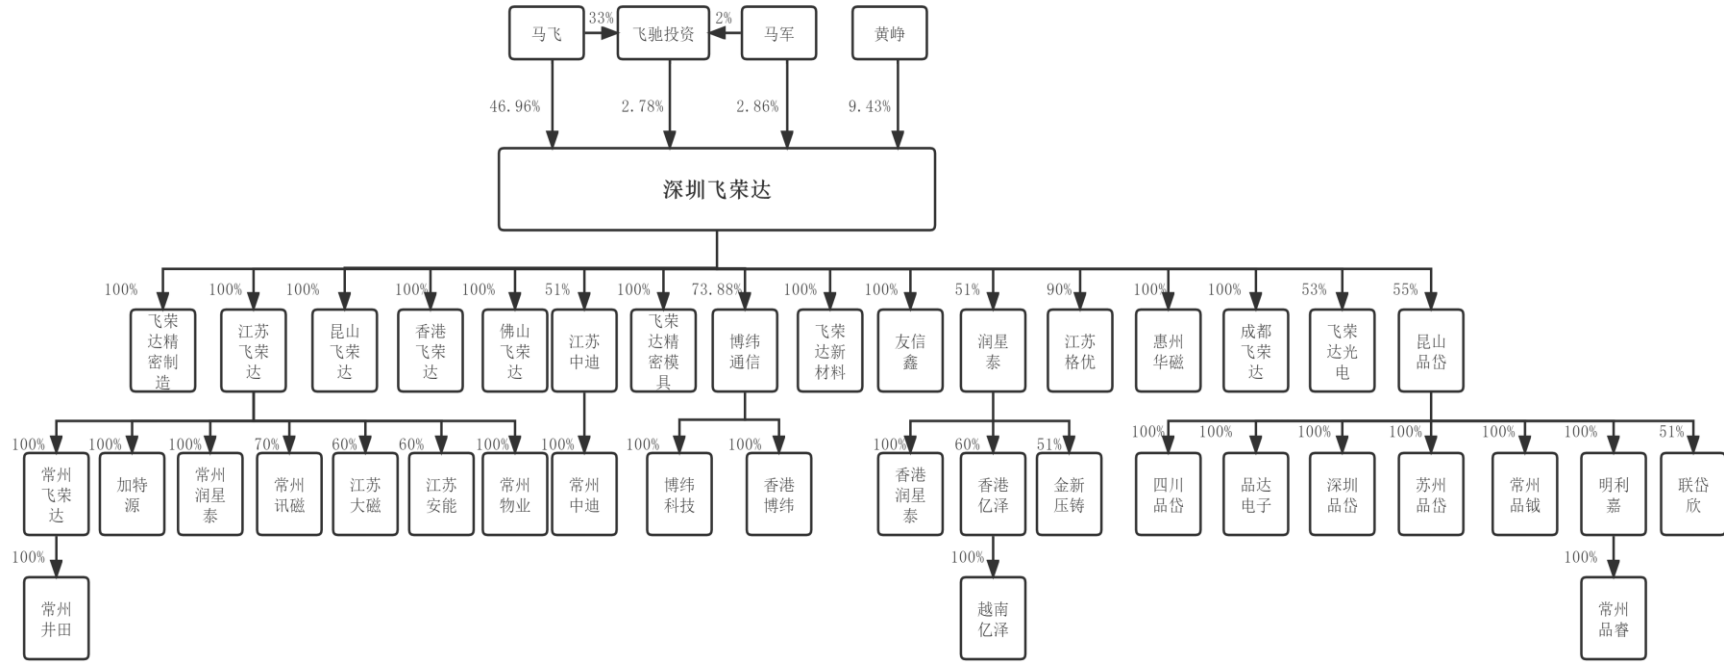 33%
2%
马飞
飞驰投资
马军
黄峥
46.96%
2.78%
2.86%
9.43%
深圳飞荣达
100%
100%
100%
100%
100%
51%
100%
73.88%
100%
100%
51%
90%
100%
100%
53%
55%
飞荣
达精
密制
造
江苏
飞荣
达
昆山
飞荣
达
香港
飞荣
达
佛山
飞荣
达
江苏
中迪
飞荣
达精
密模
具
博纬
通信
飞荣
达新
材料
友信
鑫
润星
泰
江苏
格优
惠州
华磁
成都
飞荣
达
飞荣
达光
电
昆山
品岱
100%
100%
100%
70%
60%
60%
100%
100%
100%
100%
100%
60%
51%
100%
100%
100%
100%
100%
100%
51%
常州
飞荣
达
加特
源
常州
润星
泰
常州
讯磁
江苏
大磁
江苏
安能
常州
物业
常州
中迪
博纬
科技
香港
博纬
香港
润星
泰
香港
亿泽
金新
压铸
四川
品岱
品达
电子
深圳
品岱
苏州
品岱
常州
品钺
明利
嘉
联岱
欣
100%
100%
100%
常州
井田
越南
亿泽
常州
品睿